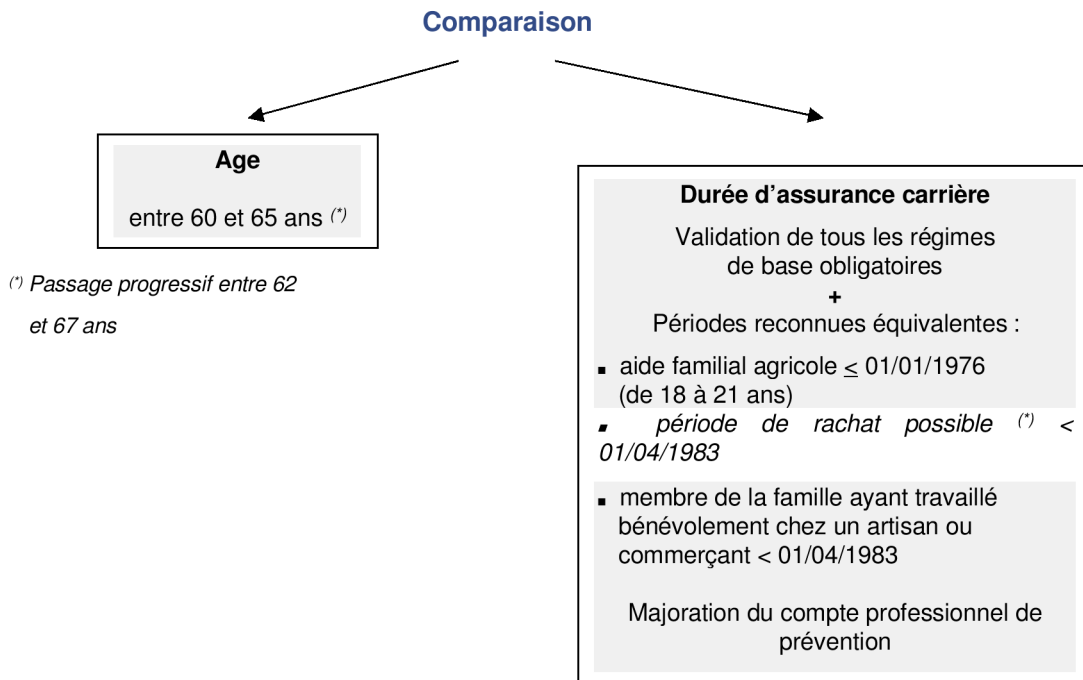 Comparaison
Age
entre 60 et 65 ans (*)
(*) Passage progressif entre 62
et 67 ans
Durée d’assurance carrière
Validation de tous les régimes
de base obligatoires
+
Périodes reconnues équivalentes :
▪ aide familial agricole ≤ 01/01/1976
(de 18 à 21 ans)
▪ période de rachat possible (*) <
01/04/1983
▪ membre de la famille ayant travaillé
bénévolement chez un artisan ou
commerçant < 01/04/1983
Majoration du compte professionnel de
prévention